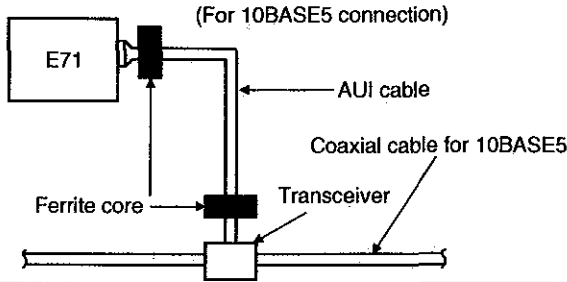 (For 10BASE5 connection)
E71
AUI cable
Coaxial cable for 10BASE5
Ferrite core
Transceiver